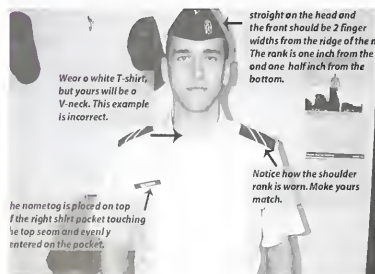 straight on the head and
the front should be 2 finger
widths from the ridge of the
The rank is one inch from the
and one half inch from the
bottom.
Wear a white T-shirt,
but yours will be a
V-neck. This example
is incorrect.
Notice how the shoulder
rank is worn. Make yours
match.
he nametag is placed on top
f the right shirt pocket touching
he top seam and evenly
entered on the pocket.